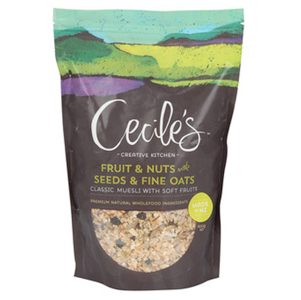 Cecile's
CREATIVE KITCHEN
FRUIT & NUTS with
SEEDS & FINE OATS
CLASSIC MUESLI WITH SOFT FRUITS
PREMIUM NATURAL WHOLEFOOD INGREDIENTS